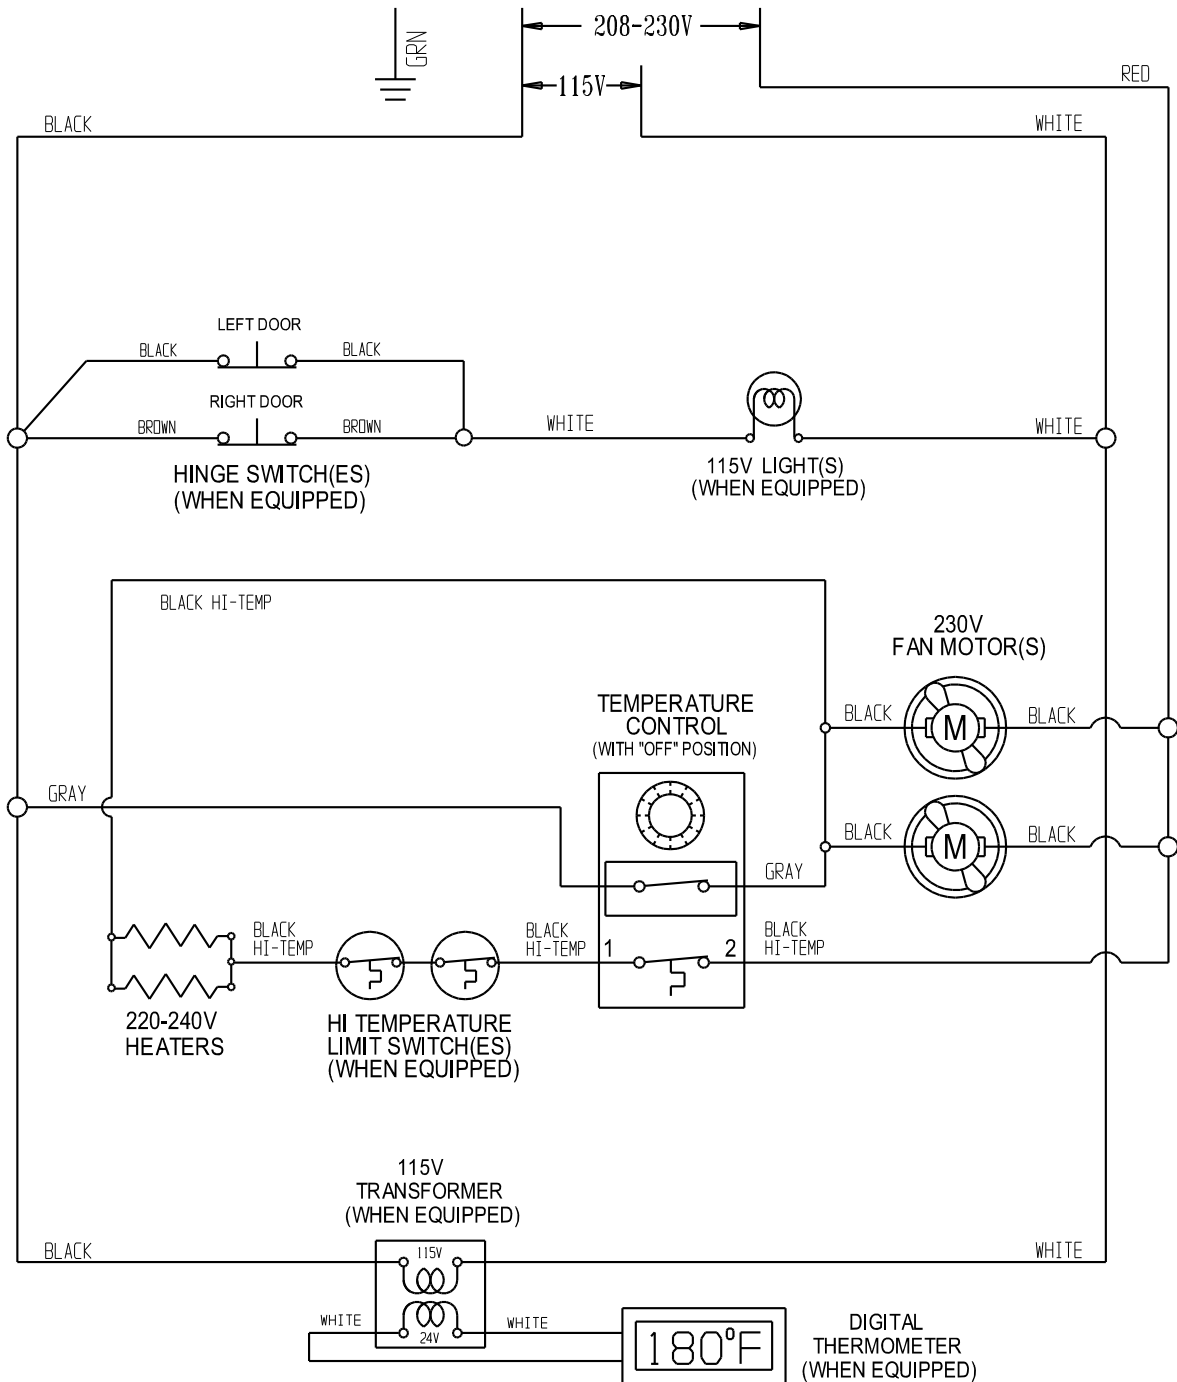 208-230V
GRN
115V
RED
BLACK
WHITE
LEFT DOOR
BLACK
BLACK
RIGHT DOOR
BROWN
BROWN
WHITE
WHITE
HINGE SWITCH(ES)
(WHEN EQUIPPED)
115V LIGHT(S)
(WHEN EQUIPPED)
BLACK HI-TEMP
230V
FAN MOTOR(S)
TEMPERATURE
CONTROL
(WITH "OFF" POSITION)
BLACK
M
BLACK
GRAY
BLACK
M
BLACK
GRAY
BLACK
HI-TEMP
BLACK
HI-TEMP
1
2
BLACK
HI-TEMP
220-240V
HEATERS
HI TEMPERATURE
LIMIT SWITCH(ES)
(WHEN EQUIPPED)
115V
TRANSFORMER
(WHEN EQUIPPED)
BLACK
115V
WHITE
WHITE
24V
WHITE
180°F
DIGITAL
THERMOMETER
(WHEN EQUIPPED)